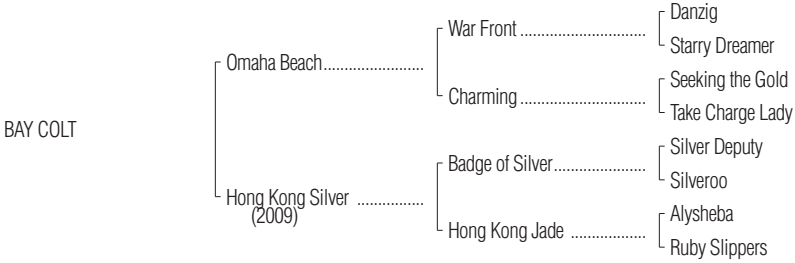 Danzig
War Front ..............................
Starry Dreamer
Omaha Beach........................
Seeking the Gold
Charming ..............................
Take Charge Lady
BAY COLT
Silver Deputy
Badge of Silver......................
Silveroo
Hong Kong Silver ................
(2009)
Alysheba
Hong Kong Jade ..................
Ruby Slippers